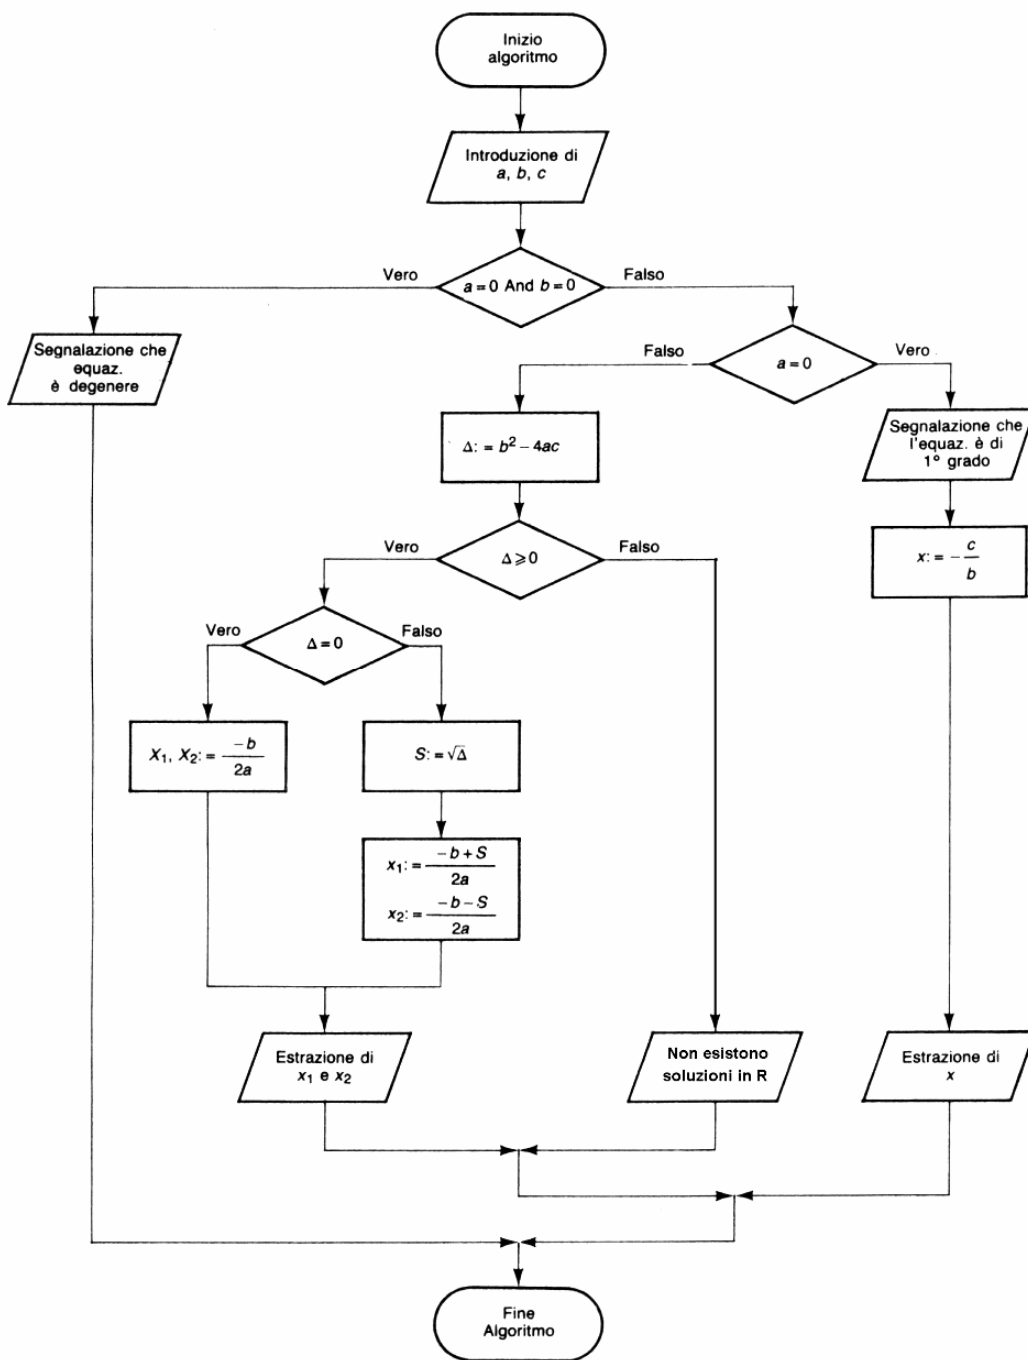 Inizio
algoritmo
Introduzione di
a, b, c
Vero
a = 0 And b = 0
Falso
Segnalazione che
equaz.
è degenere
Falso
a = 0
Vero
Δ: = b² − 4ac
Segnalazione che
l'equaz. è di
1° grado
Vero
Δ ⩾ 0
Falso
x: = − c/b
Vero
Δ = 0
Falso
X₁, X₂: = −b/2a
S: = √Δ
x₁: = −b + S/2a
x₂: = −b − S/2a
Estrazione di
x₁ e x₂
Non esistono
soluzioni in R
Estrazione di
x
Fine
Algoritmo